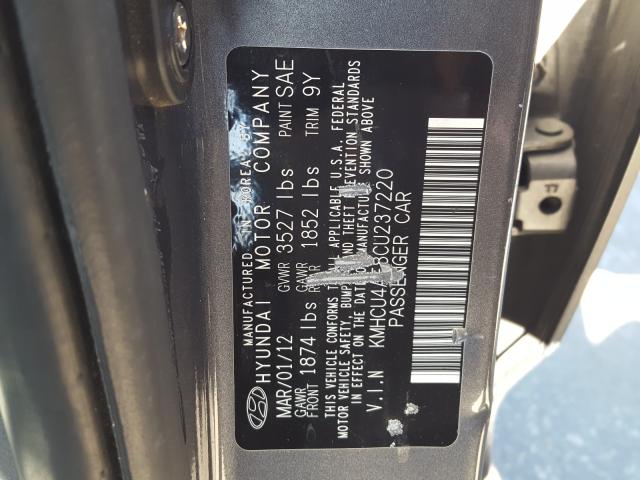 MANUFACTURED IN KOREA BY
HYUNDAI MOTOR COMPANY
MAR/01/12 GVWR 3527 lbs PAINT SAE
GAWR FRONT 1874 lbs GAWR REAR 1852 lbs TRIM 9Y
THIS VEHICLE CONFORMS TO ALL APPLICABLE U.S.A. FEDERAL
MOTOR VEHICLE SAFETY, BUMPER, AND THEFT PREVENTION STANDARDS
IN EFFECT ON THE DATE OF MANUFACTURE SHOWN ABOVE
V.I.N KMHCU4AE8CU237220
PASSENGER CAR